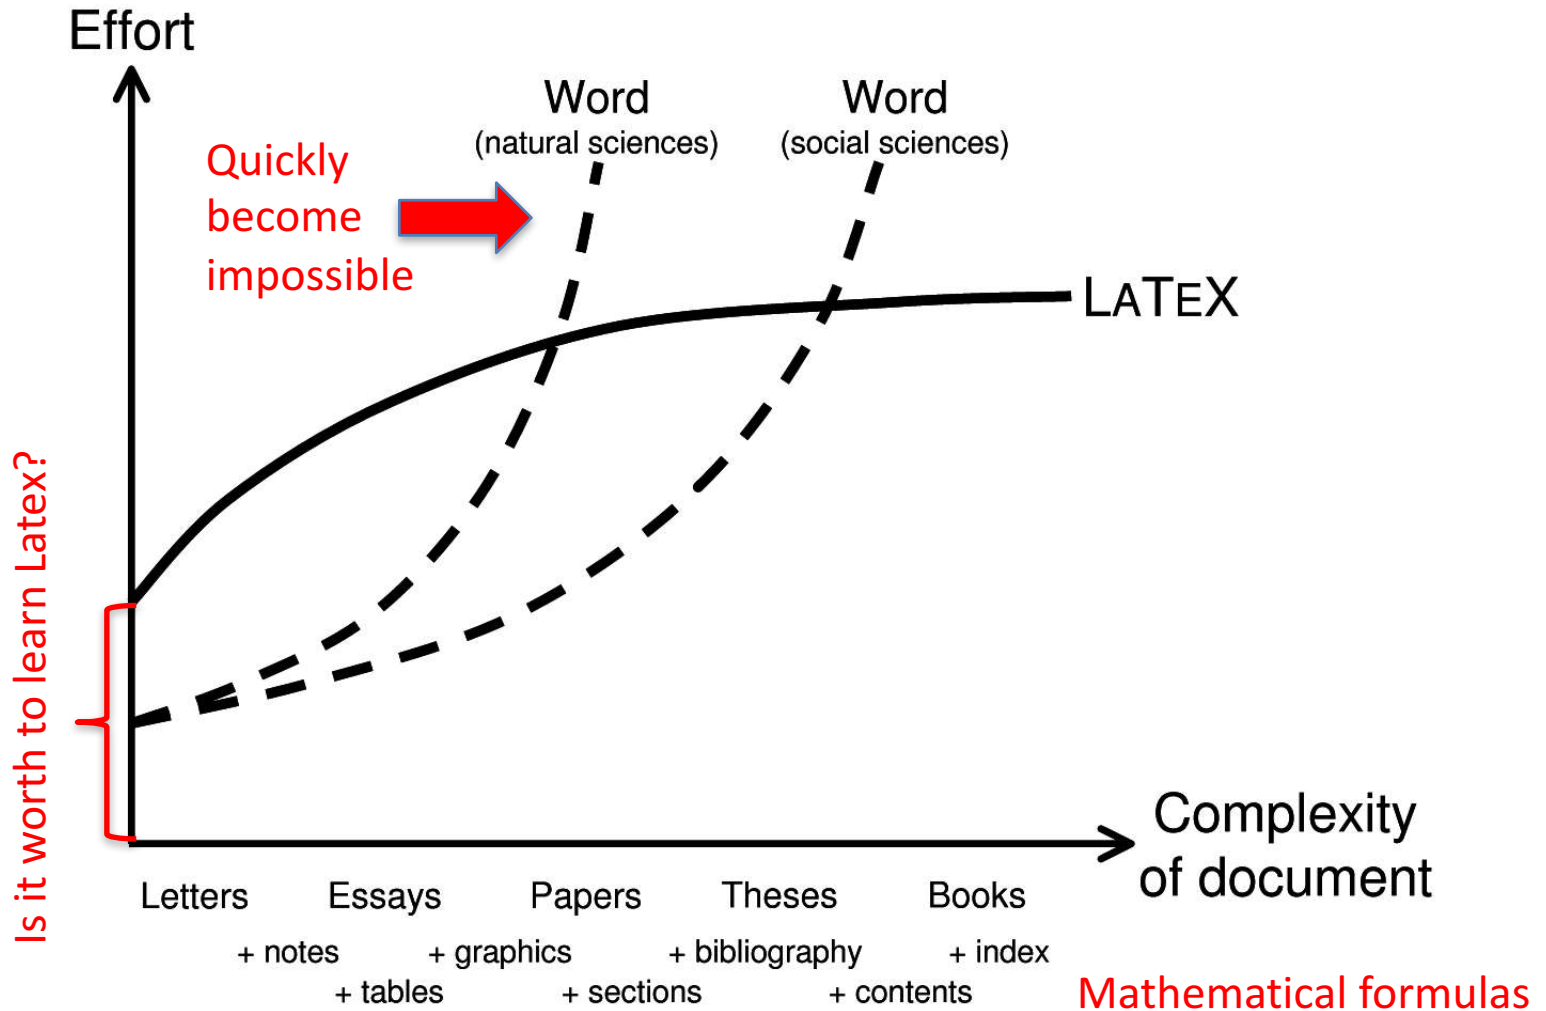 Effort
Word
(natural sciences)
Word
(social sciences)
Quickly
become
impossible
LATEX
Is it worth to learn Latex?
Complexity
of document
Letters Essays Papers Theses Books
+ notes + graphics + bibliography + index
+ tables + sections + contents
Mathematical formulas